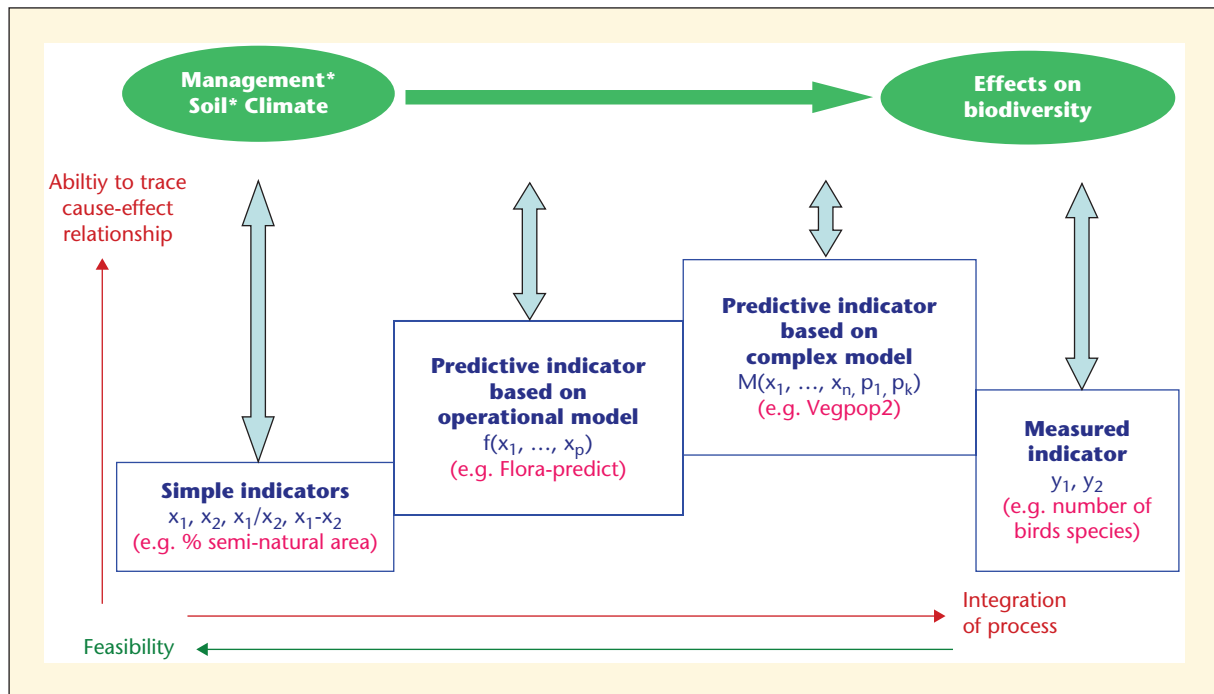 Management*
Soil* Climate
Effects on
biodiversity
Abiltiy to trace
cause-effect
relationship
Simple indicators
x₁, x₂, x₁/x₂, x₁-x₂
(e.g. % semi-natural area)
Predictive indicator
based on
operational model
f(x₁, …, xₚ)
(e.g. Flora-predict)
Predictive indicator
based on
complex model
M(x₁, …, xₙ, p₁, pₖ)
(e.g. Vegpop2)
Measured
indicator
y₁, y₂
(e.g. number of
birds species)
Integration
of process
Feasibility